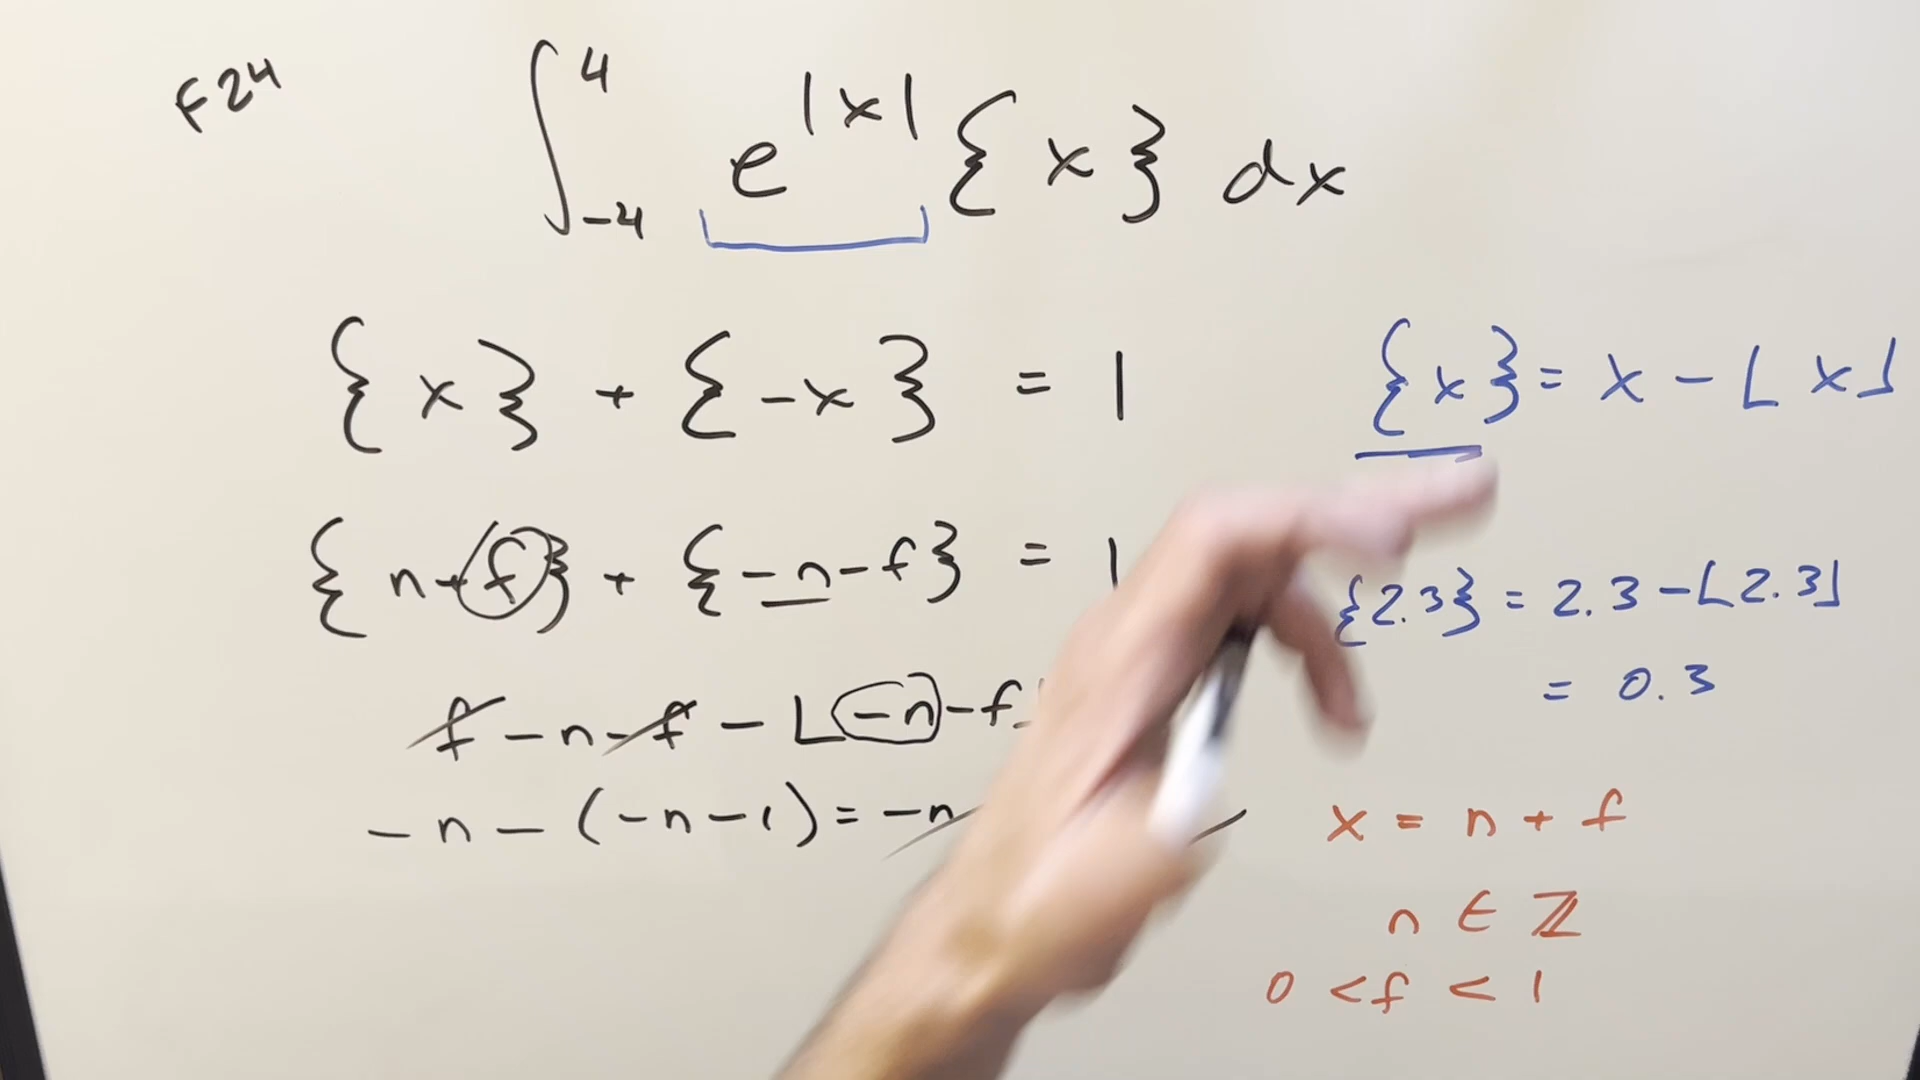 F24
∫_{-4}^{4} e^{|x|} {x} dx
{x} + {-x} = 1
{x} = x - ⌊x⌋
{n+f} + {-n-f} = 1
{2.3} = 2.3 - ⌊2.3⌋
= 0.3
f - n - f - ⌊-n-f
-n - (-n-1) = -n
x = n + f
n ∈ ℤ
0 < f < 1